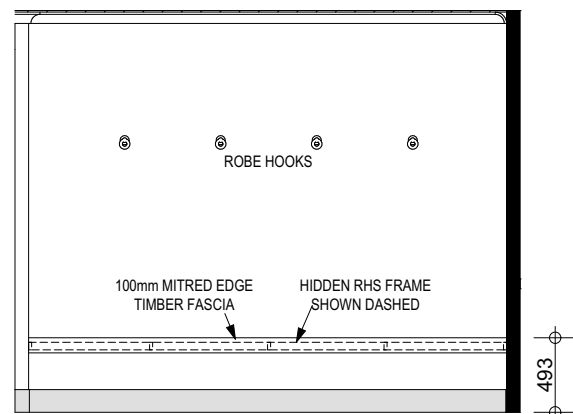 ROBE HOOKS
100mm MITRED EDGE
TIMBER FASCIA
HIDDEN RHS FRAME
SHOWN DASHED
493